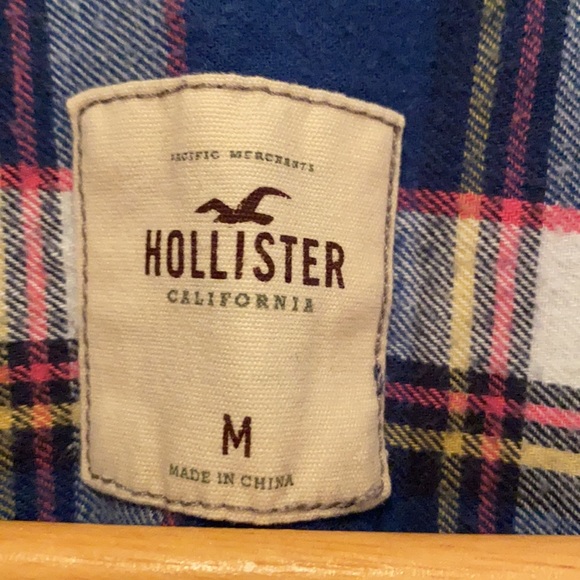 PACIFIC MERCHANTS
HOLLISTER
CALIFORNIA
M
MADE IN CHINA